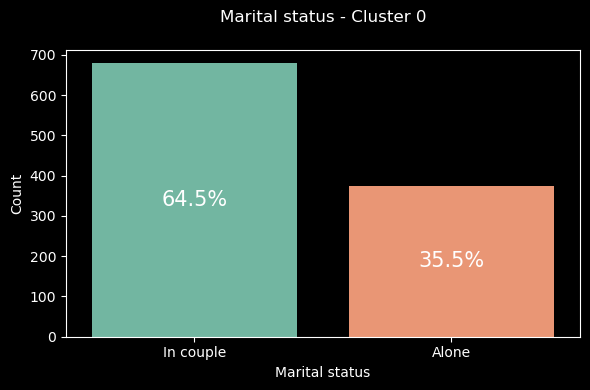 Marital status - Cluster 0
700
600
500
400
300
200
100
0
Count
64.5%
35.5%
In couple
Alone
Marital status